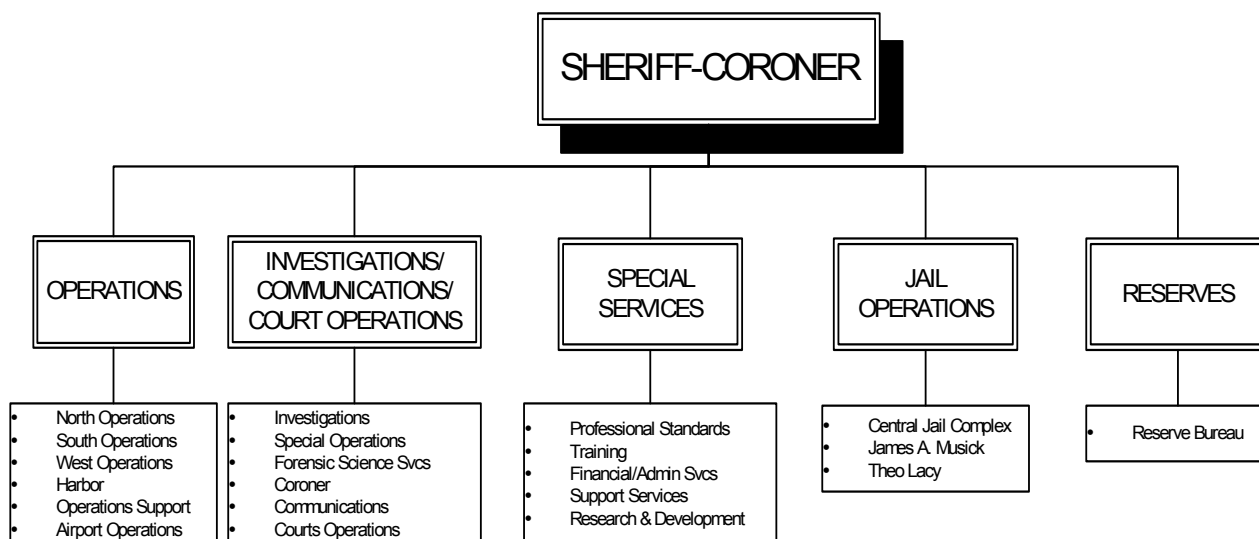 SHERIFF-CORONER
OPERATIONS
INVESTIGATIONS/
COMMUNICATIONS/
COURT OPERATIONS
SPECIAL
SERVICES
JAIL
OPERATIONS
RESERVES
• North Operations
• South Operations
• West Operations
• Harbor
• Operations Support
• Airport Operations
• Investigations
• Special Operations
• Forensic Science Svcs
• Coroner
• Communications
• Courts Operations
• Professional Standards
• Training
• Financial/Admin Svcs
• Support Services
• Research & Development
• Central Jail Complex
• James A. Musick
• Theo Lacy
• Reserve Bureau